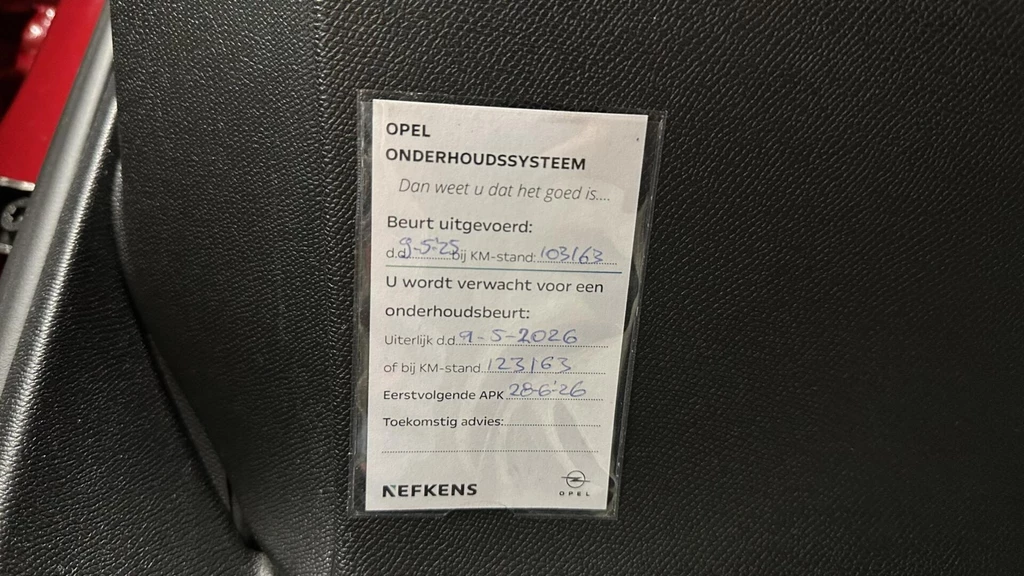 OPEL
ONDERHOUDSSYSTEEM
Dan weet u dat het goed is....
Beurt uitgevoerd:
d.d. 9-5-'25 bij KM-stand: 103163
U wordt verwacht voor een
onderhoudsbeurt:
Uiterlijk d.d. 9-5-2026
of bij KM-stand 123163
Eerstvolgende APK 28-6-'26
Toekomstig advies:
NEFKENS
OPEL